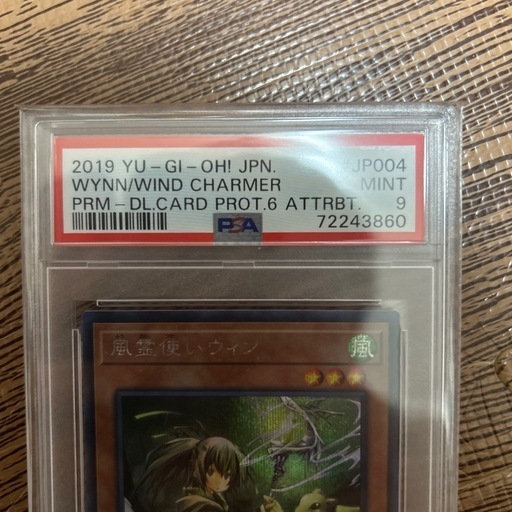 2019 YU-GI-OH! JPN. JP004
WYNN/WIND CHARMER MINT
PRM-DL.CARD PROT.6 ATTRBT. 9
PSA 72243860
風霊使いウィン 風